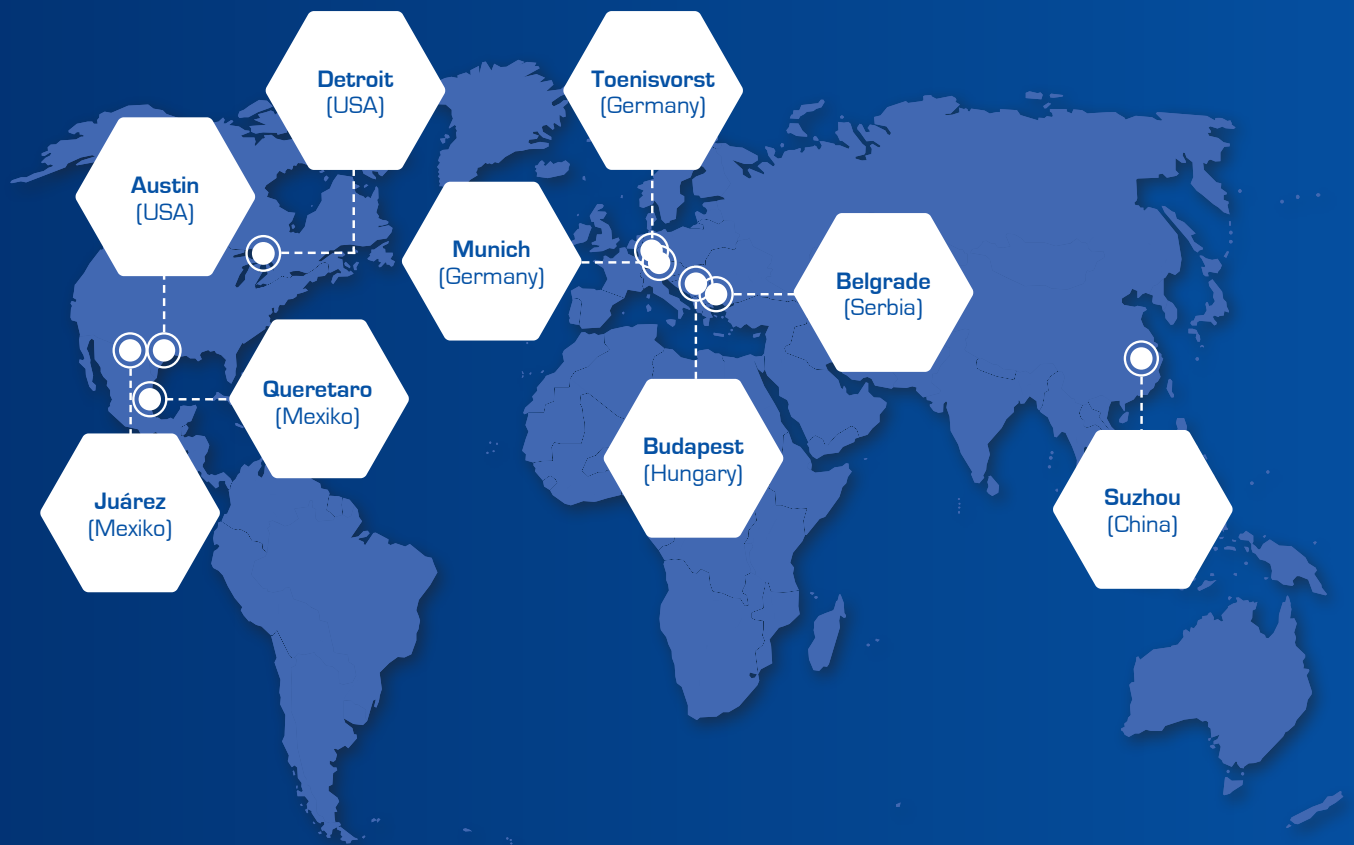 Detroit
(USA)
Toenisvorst
(Germany)
Austin
(USA)
Munich
(Germany)
Belgrade
(Serbia)
Queretaro
(Mexiko)
Budapest
(Hungary)
Juárez
(Mexiko)
Suzhou
(China)